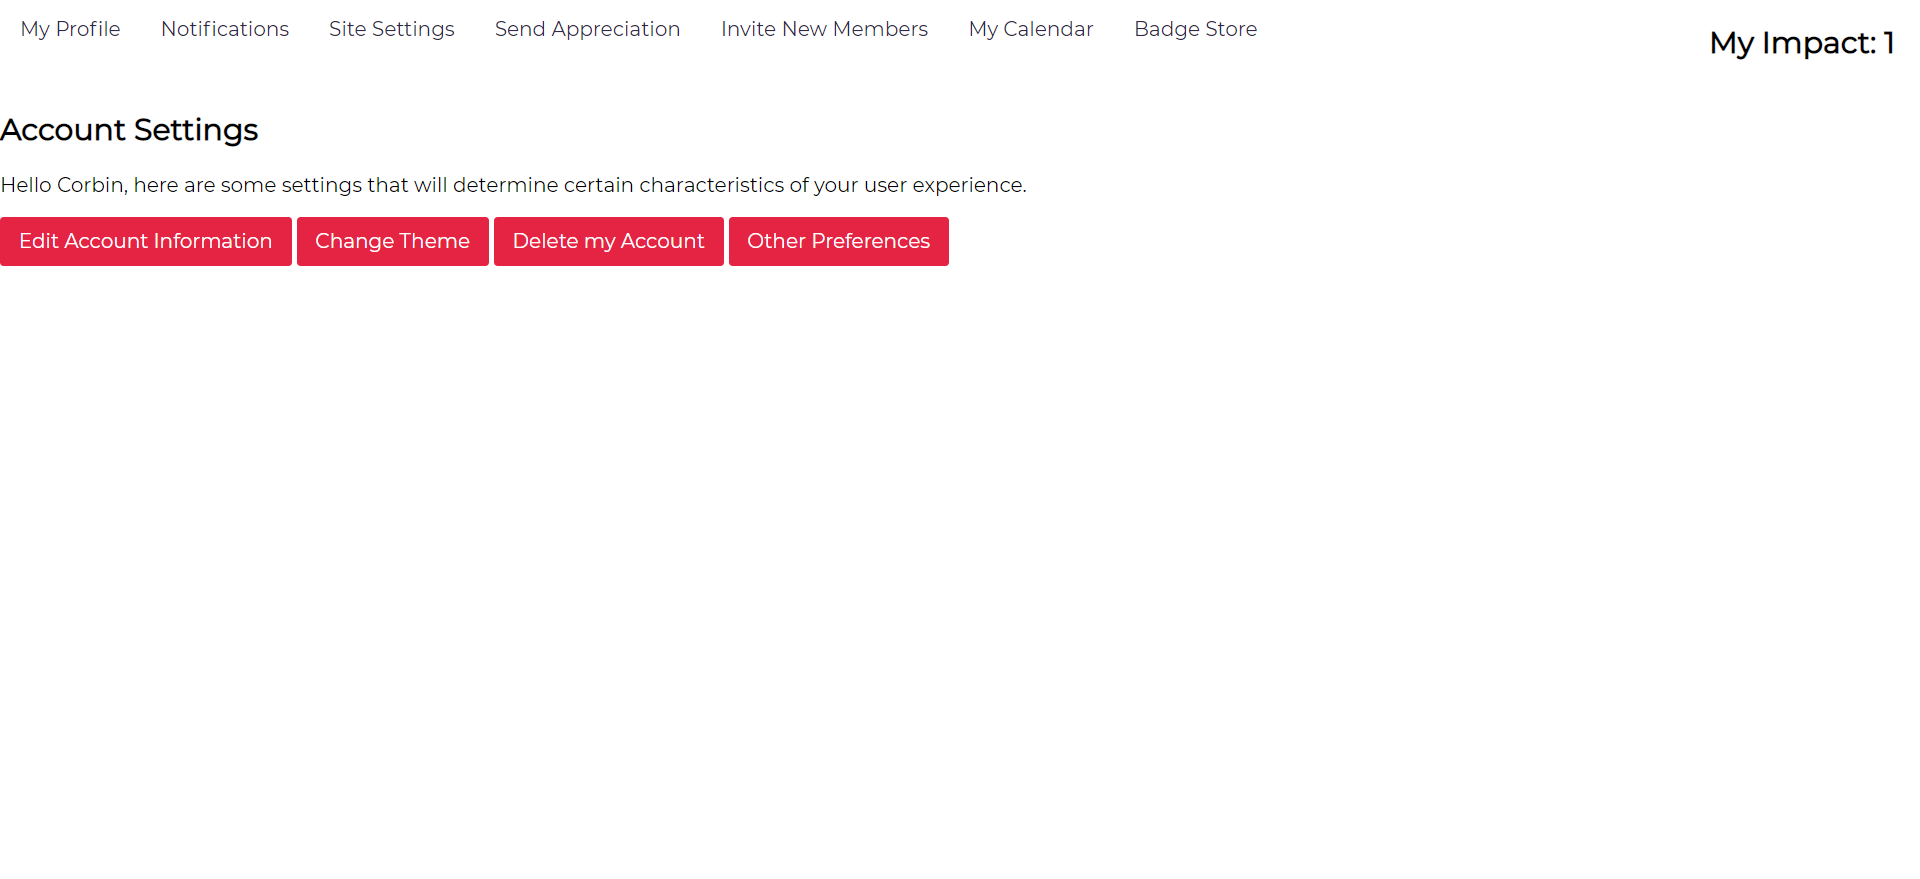 My Profile Notifications Site Settings Send Appreciation Invite New Members My Calendar Badge Store
My Impact: 1
Account Settings
Hello Corbin, here are some settings that will determine certain characteristics of your user experience.
Edit Account Information Change Theme Delete my Account Other Preferences